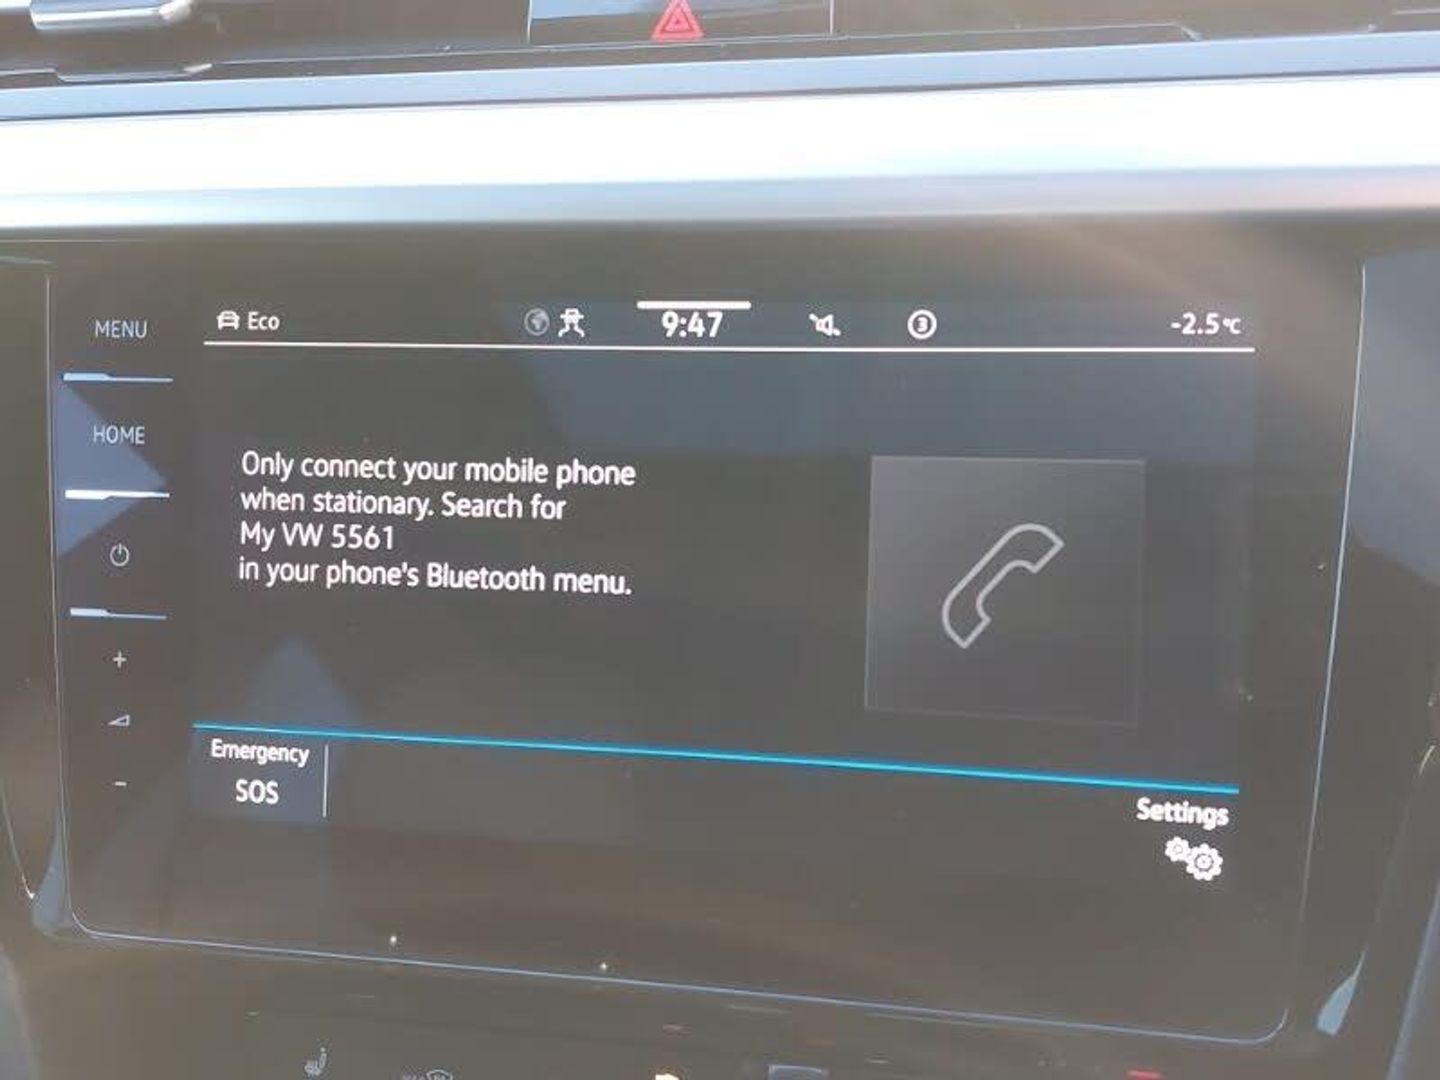 MENU
Eco
9:47
3
-2.5°C
HOME
Only connect your mobile phone
when stationary. Search for
My VW 5561
in your phone's Bluetooth menu.
+
-
Emergency
SOS
Settings